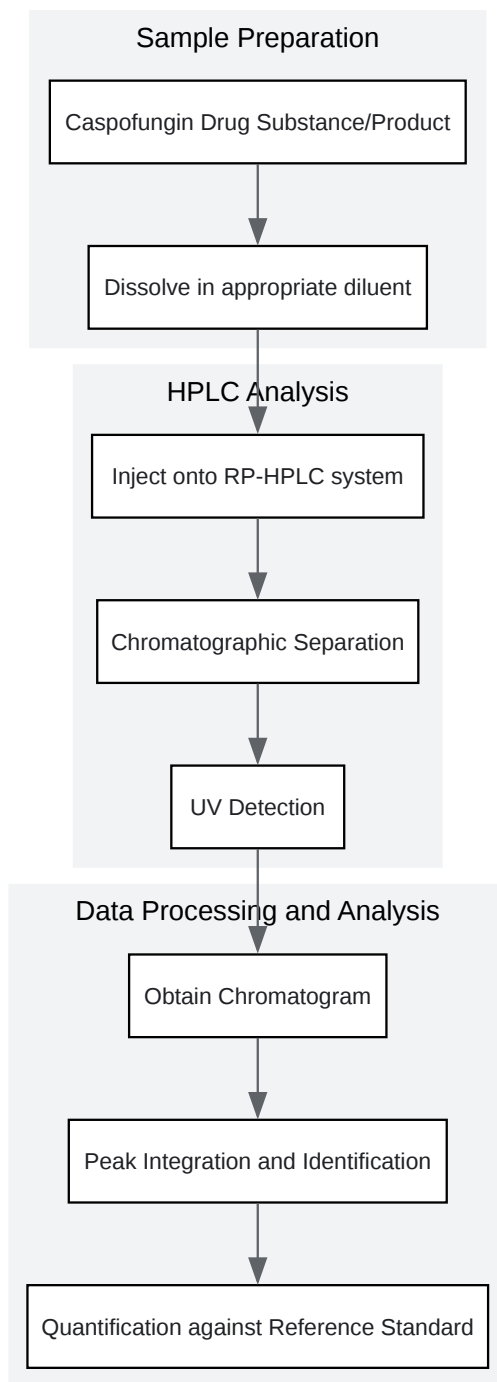 Sample Preparation
Caspofungin Drug Substance/Product
Dissolve in appropriate diluent
HPLC Analysis
Inject onto RP-HPLC system
Chromatographic Separation
UV Detection
Data Processing and Analysis
Obtain Chromatogram
Peak Integration and Identification
Quantification against Reference Standard